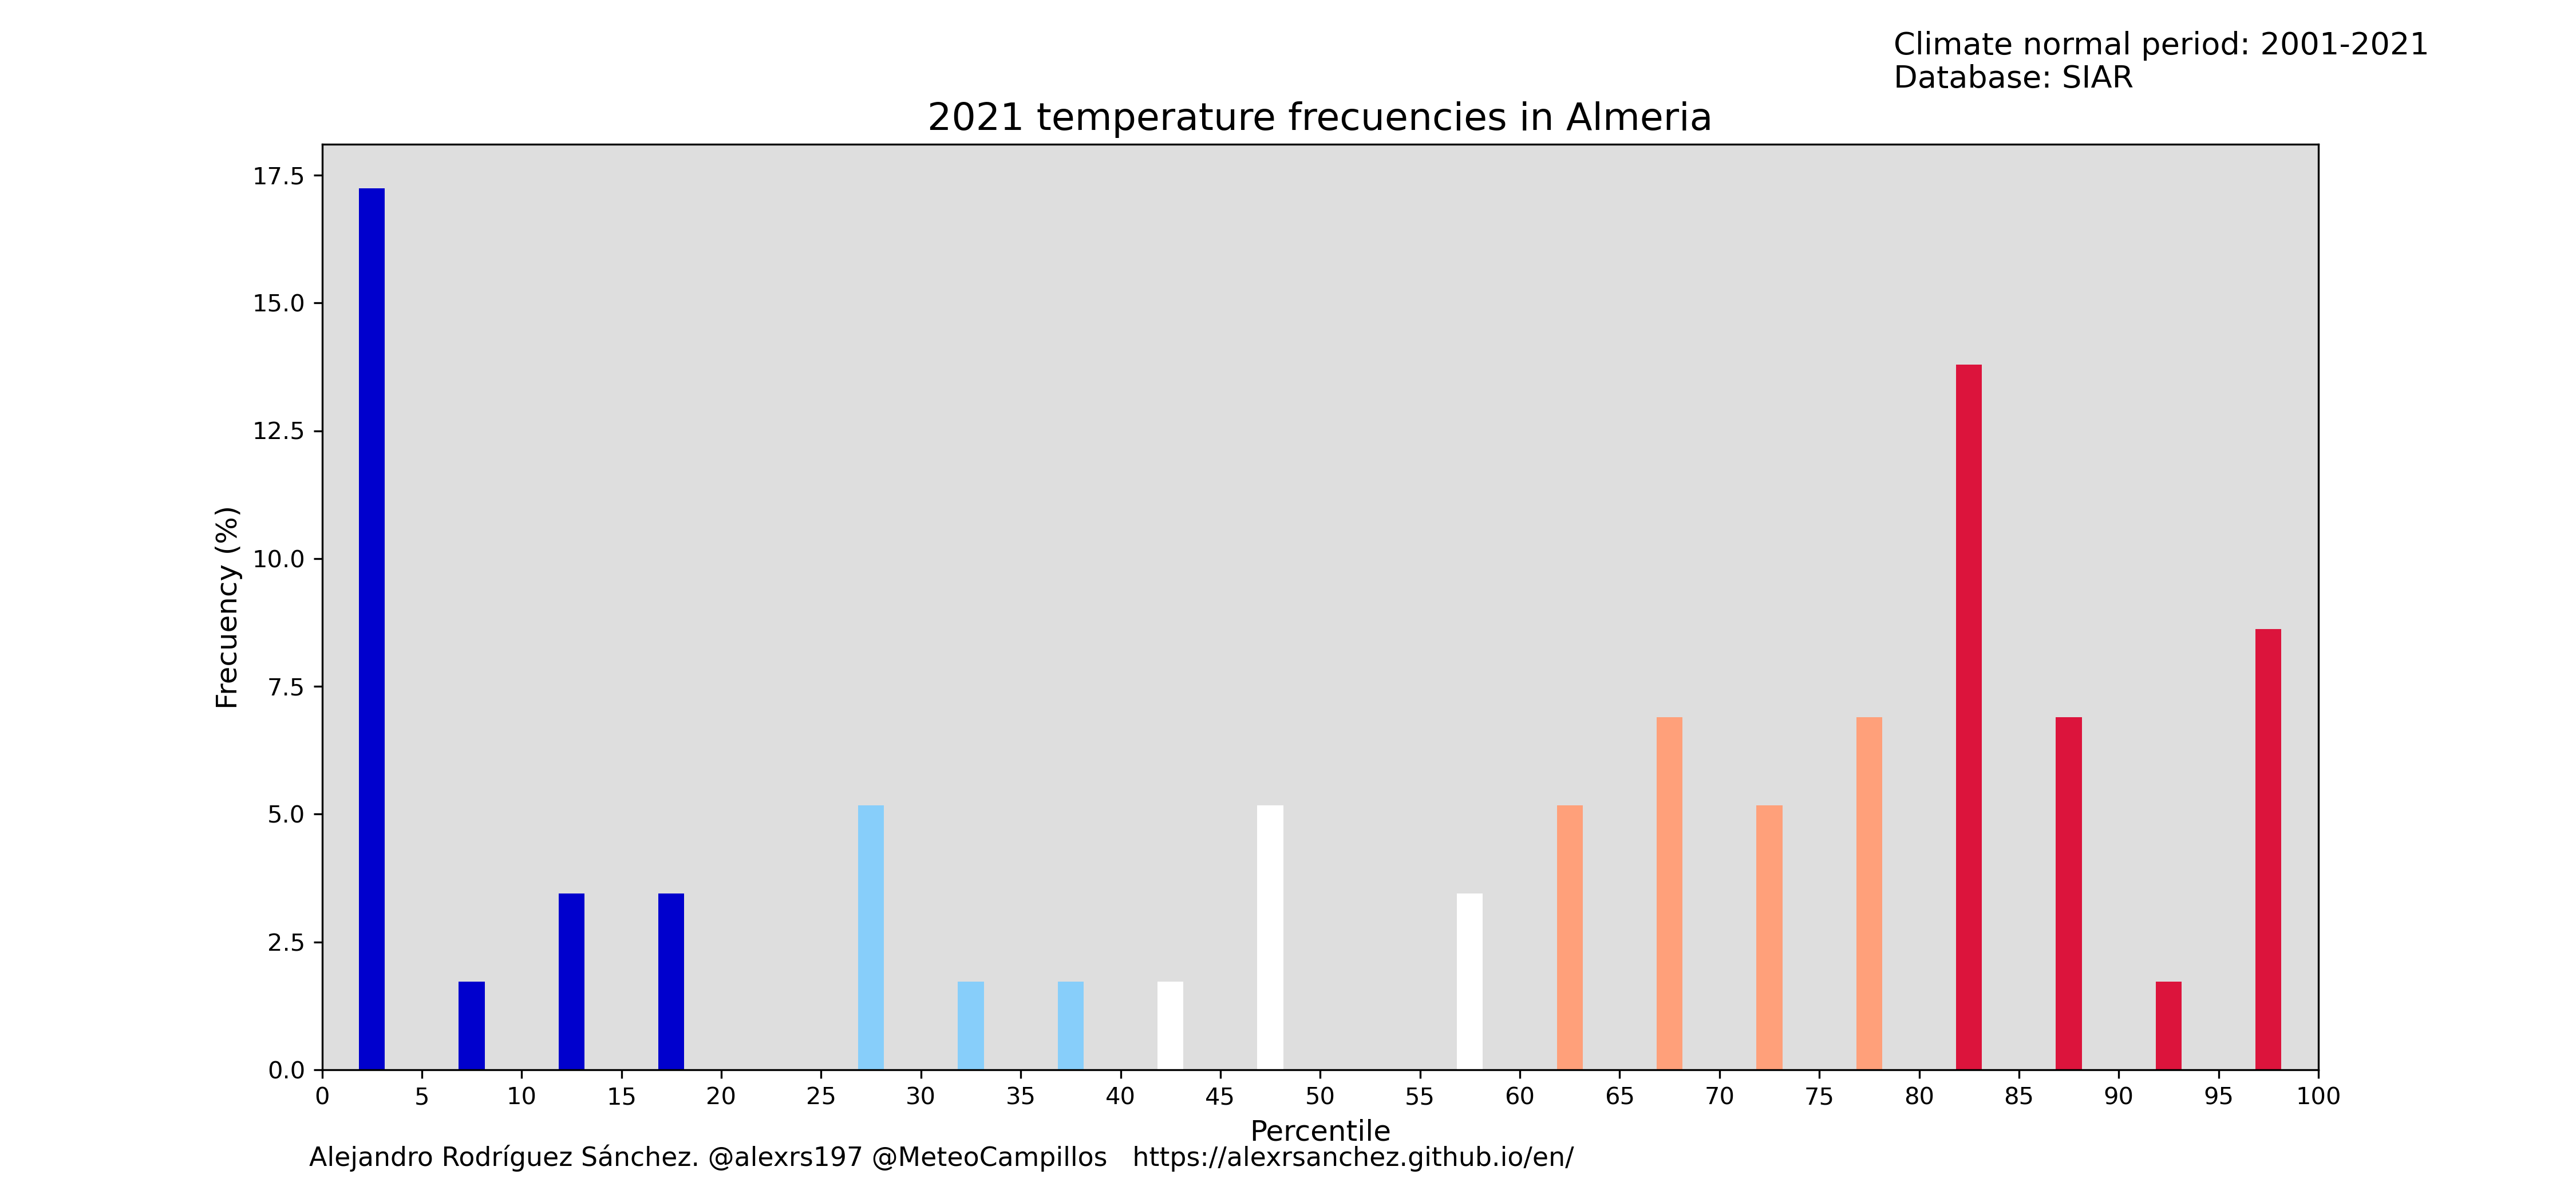 Climate normal period: 2001-2021
Database: SIAR
2021 temperature frecuencies in Almeria
17.5
15.0
12.5
10.0
7.5
5.0
2.5
0.0
Frecuency (%)
0 5 10 15 20 25 30 35 40 45 50 55 60 65 70 75 80 85 90 95 100
Percentile
Alejandro Rodríguez Sánchez. @alexrs197 @MeteoCampillos https://alexrsanchez.github.io/en/